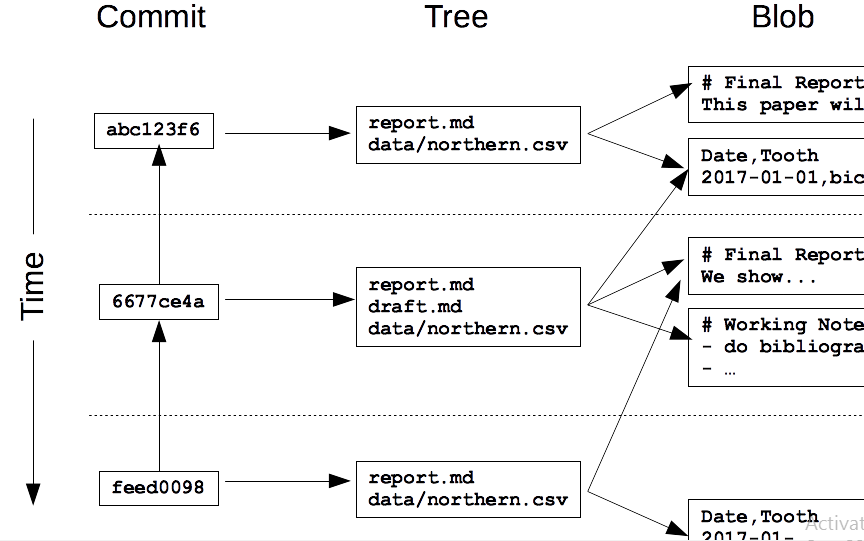 Commit
Tree
Blob
# Final Report
This paper wil
abc123f6
report.md
data/northern.csv
Date,Tooth
2017-01-01,bic
Time
# Final Report
We show...
6677ce4a
report.md
draft.md
data/northern.csv
# Working Note
- do bibliogra
- …
feed0098
report.md
data/northern.csv
Date,Tooth
2017-01-
Activat